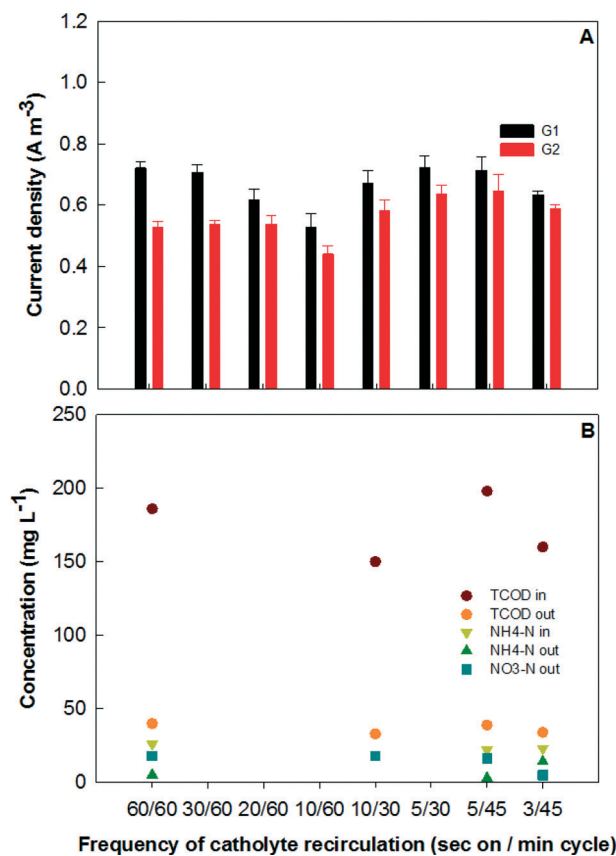 A
1.2
1.0
0.8
0.6
0.4
0.2
0.0
Current density (A m-3)
G1
G2
B
250
200
150
100
50
0
Concentration (mg L-1)
TCOD in
TCOD out
NH4-N in
NH4-N out
NO3-N out
60/60 30/60 20/60 10/60 10/30 5/30 5/45 3/45
Frequency of catholyte recirculation (sec on / min cycle)